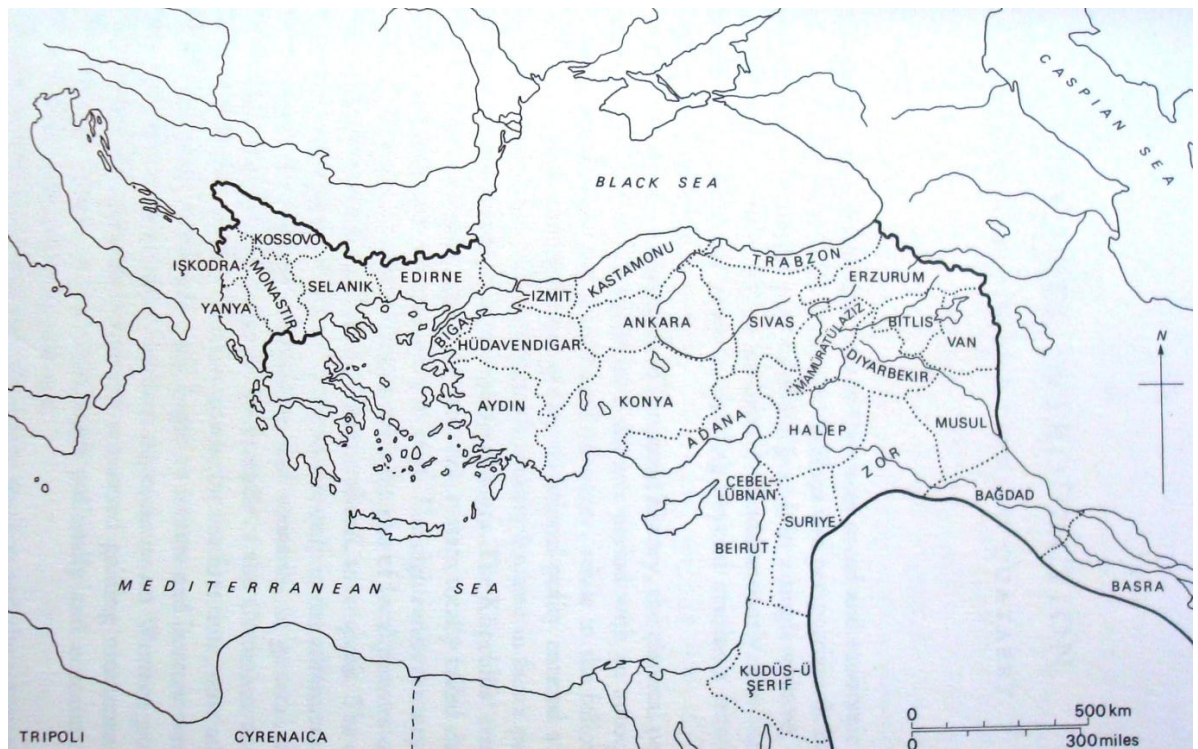 CASPIAN SEA
BLACK SEA
KOSSOVO
IŞKODRA
MONASTIR
SELANIK
EDIRNE
YANYA
BIGA
IZMIT
KASTAMONU
TRABZON
ERZURUM
HÜDAVENDIGAR
ANKARA
SIVAS
MAMÜRATÜLAZIZ
BITLIS
VAN
DIYARBEKIR
AYDIN
KONYA
ADANA
HALEP
MUSUL
ZOR
CEBEL-
LÜBNAN
SURIYE
BAĞDAD
BEIRUT
BASRA
MEDITERRANEAN SEA
KUDÜS-Ü
ŞERIF
TRIPOLI
CYRENAICA
N
0 500 km
0 300 miles